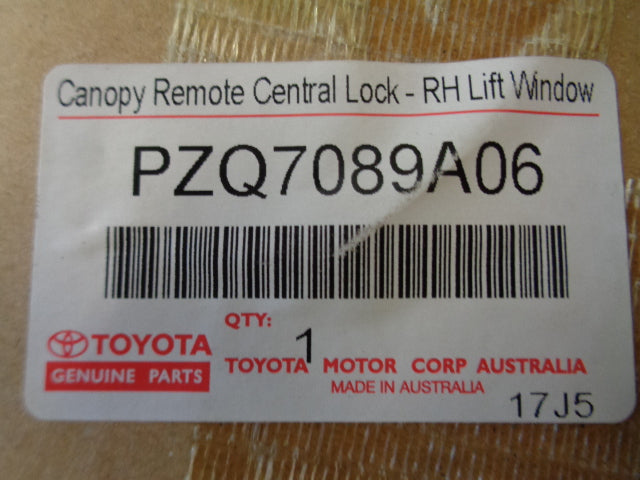 Canopy Remote Central Lock - RH Lift Window
PZQ7089A06
TOYOTA
GENUINE PARTS
QTY:
1
TOYOTA MOTOR CORP AUSTRALIA
MADE IN AUSTRALIA
17J5